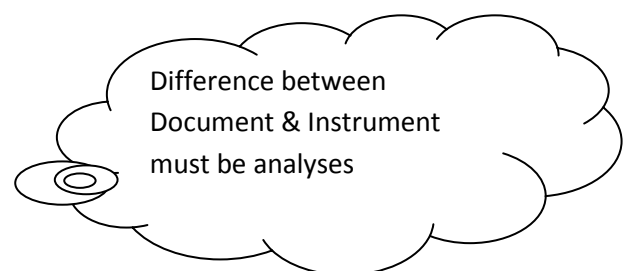 Difference between
Document & Instrument
must be analyses